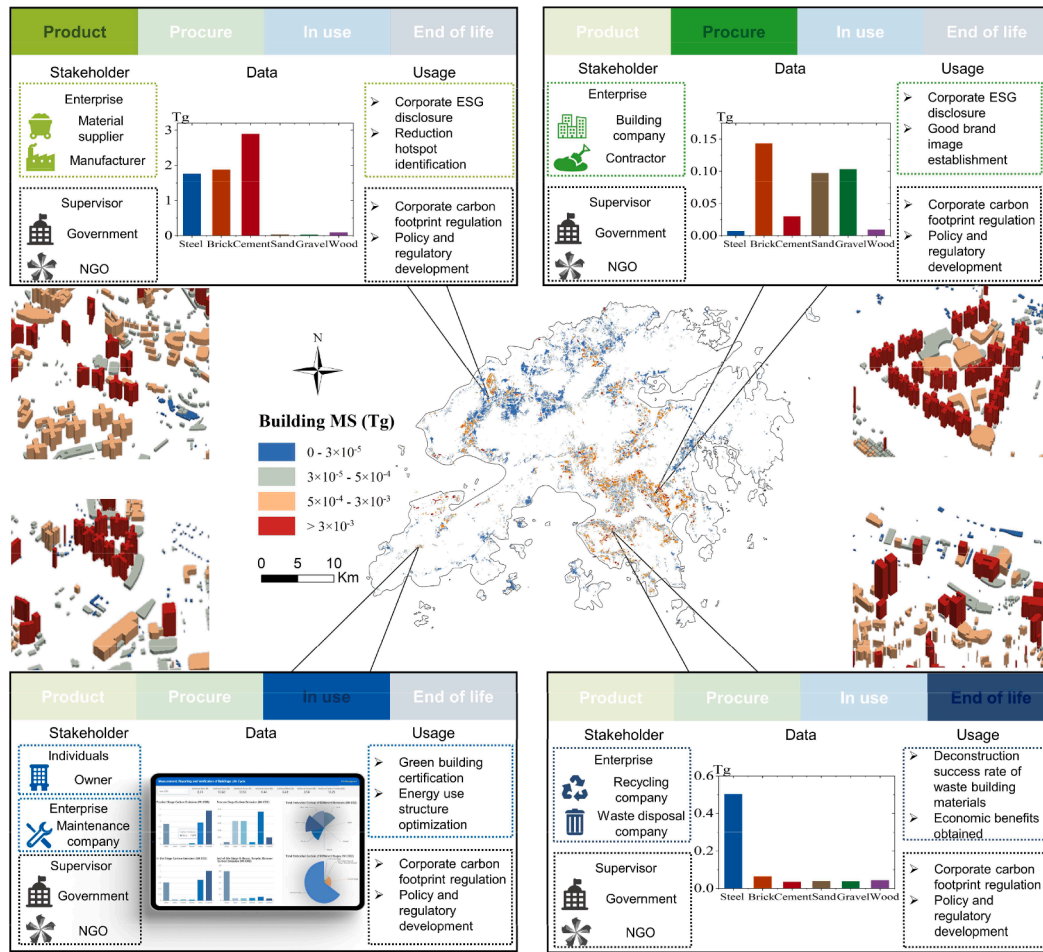 Product
Procure
In use
End of life
Stakeholder
Data
Usage
Enterprise
Material
supplier
Manufacturer
Supervisor
Government
NGO
Tg
3
2
1
0
Steel BrickCement Sand Gravel Wood
Corporate ESG
disclosure
Reduction
hotspot
identification
Corporate carbon
footprint regulation
Policy and
regulatory
development
Product
Procure
In use
End of life
Stakeholder
Data
Usage
Enterprise
Building
company
Contractor
Supervisor
Government
NGO
Tg
0.15
0.10
0.05
0.00
Steel BrickCement Sand Gravel Wood
Corporate ESG
disclosure
Good brand
image
establishment
Corporate carbon
footprint regulation
Policy and
regulatory
development
N
Building MS (Tg)
0 - 3×10⁻⁵
3×10⁻⁵ - 5×10⁻⁴
5×10⁻⁴ - 3×10⁻³
> 3×10⁻³
0 5 10
Km
Product
Procure
In use
End of life
Stakeholder
Data
Usage
Individuals
Owner
Enterprise
Maintenance
company
Supervisor
Government
NGO
Green building
certification
Energy use
structure
optimization
Corporate carbon
footprint regulation
Policy and
regulatory
development
Product
Procure
In use
End of life
Stakeholder
Data
Usage
Enterprise
Recycling
company
Waste disposal
company
Supervisor
Government
NGO
Tg
0.6
0.4
0.2
0.0
Steel BrickCement Sand Gravel Wood
Deconstruction
success rate of
waste building
materials
Economic benefits
obtained
Corporate carbon
footprint regulation
Policy and
regulatory
development